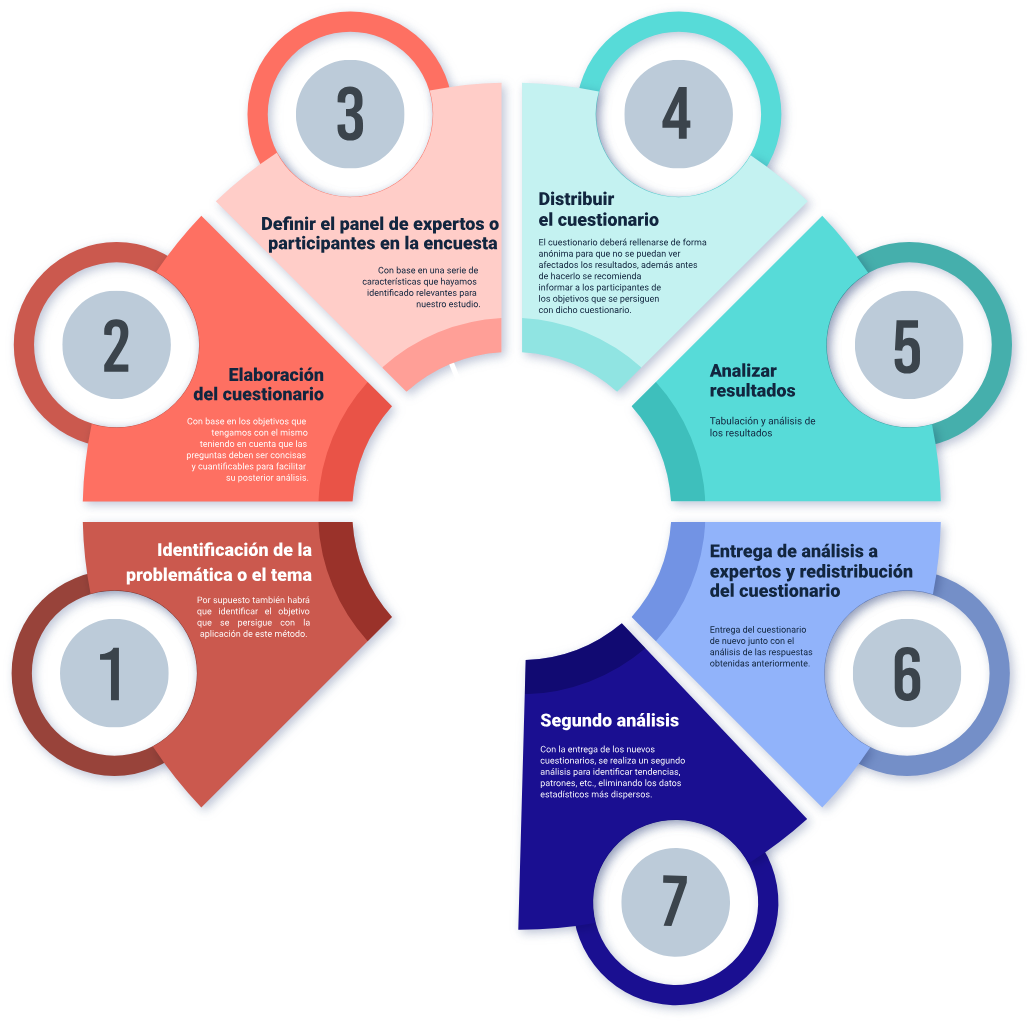 1
Identificación de la
problemática o el tema
Por supuesto también habrá
que identificar el objetivo
que se persigue con la
aplicación de este método.
2
Elaboración
del cuestionario
Con base en los objetivos que
tengamos con el mismo
teniendo en cuenta que las
preguntas deben ser concisas
y cuantificables para facilitar
su posterior análisis.
3
Definir el panel de expertos o
participantes en la encuesta
Con base en una serie de
características que hayamos
identificado relevantes para
nuestro estudio.
4
Distribuir
el cuestionario
El cuestionario deberá rellenarse de forma
anónima para que no se puedan ver
afectados los resultados, además antes
de hacerlo se recomienda
informar a los participantes de
los objetivos que se persiguen
con dicho cuestionario.
5
Analizar
resultados
Tabulación y análisis de
los resultados
6
Entrega de análisis a
expertos y redistribución
del cuestionario
Entrega del cuestionario
de nuevo junto con el
análisis de las respuestas
obtenidas anteriormente.
7
Segundo análisis
Con la entrega de los nuevos
cuestionarios, se realiza un segundo
análisis para identificar tendencias,
patrones, etc., eliminando los datos
estadísticos más dispersos.